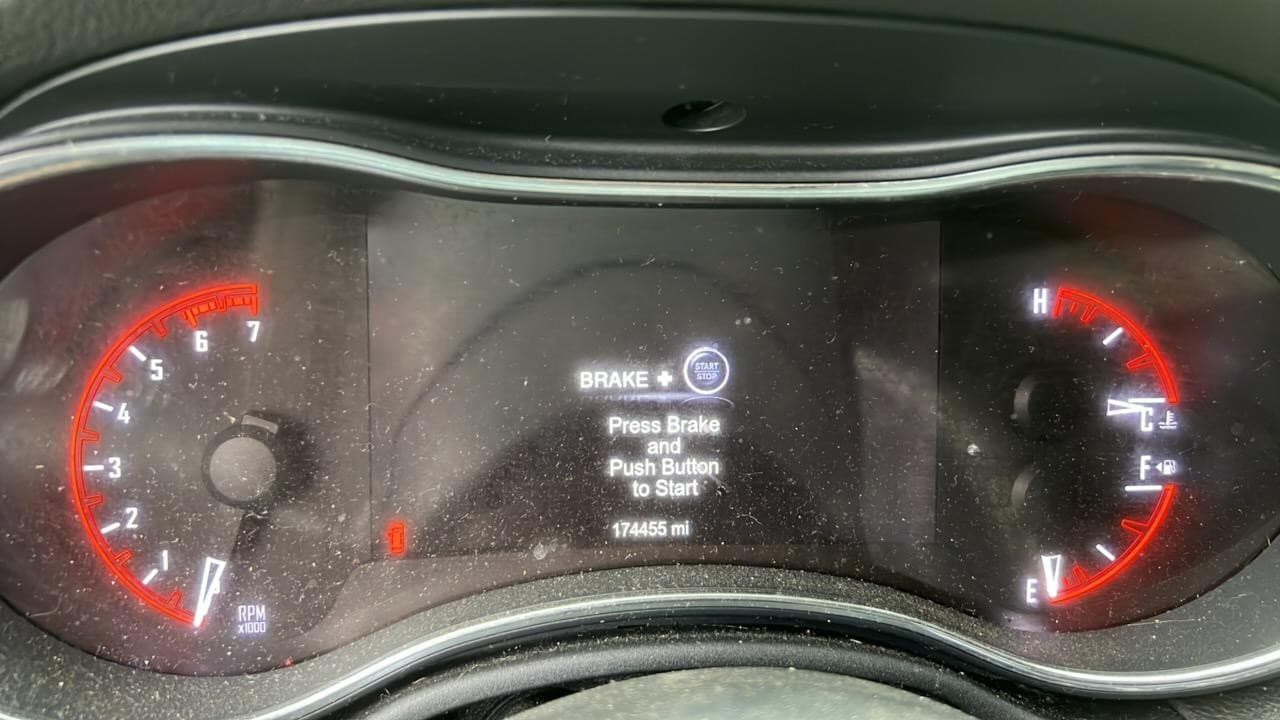 7
6
5
4
3
2
1
RPM
x1000
BRAKE + START
STOP
Press Brake
and
Push Button
to Start
174455 mi
H
C
F
E